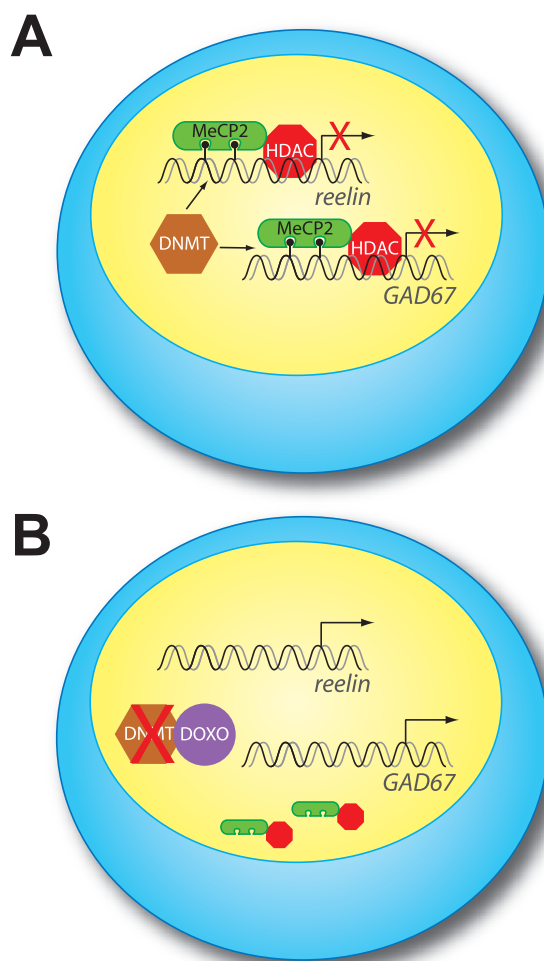 A
MeCP2
HDAC
reelin
DNMT
MeCP2
HDAC
GAD67
B
reelin
DNMT
DOXO
GAD67